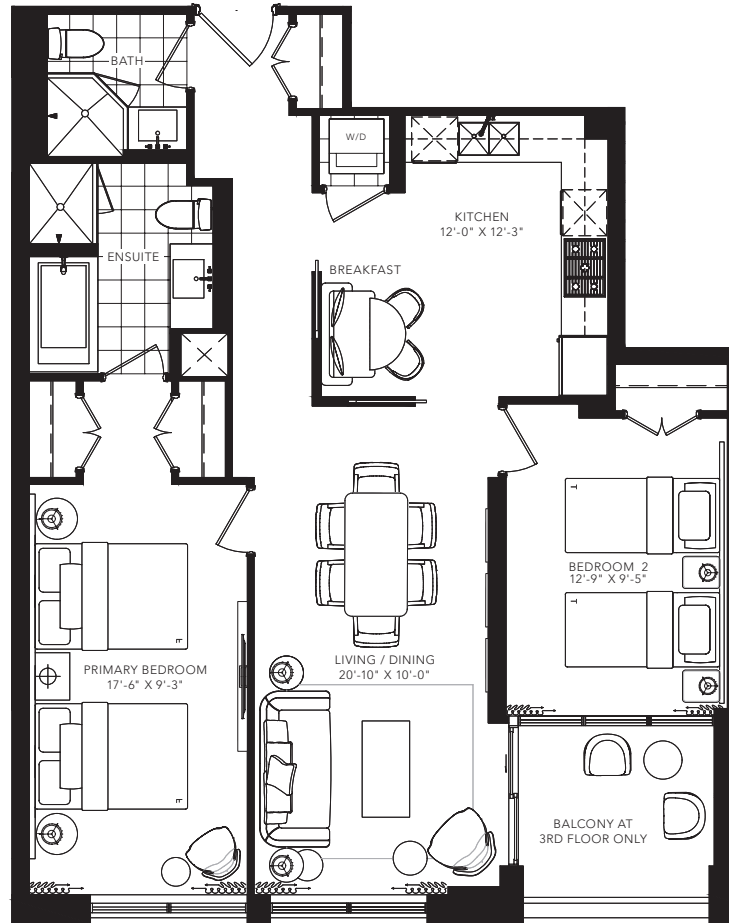 BATH
W/D
KITCHEN
12'-0" X 12'-3"
ENSUITE
BREAKFAST
T
BEDROOM 2
12'-9" X 9'-5"
T
F
PRIMARY BEDROOM
17'-6" X 9'-3"
LIVING / DINING
20'-10" X 10'-0"
F
BALCONY AT
3RD FLOOR ONLY